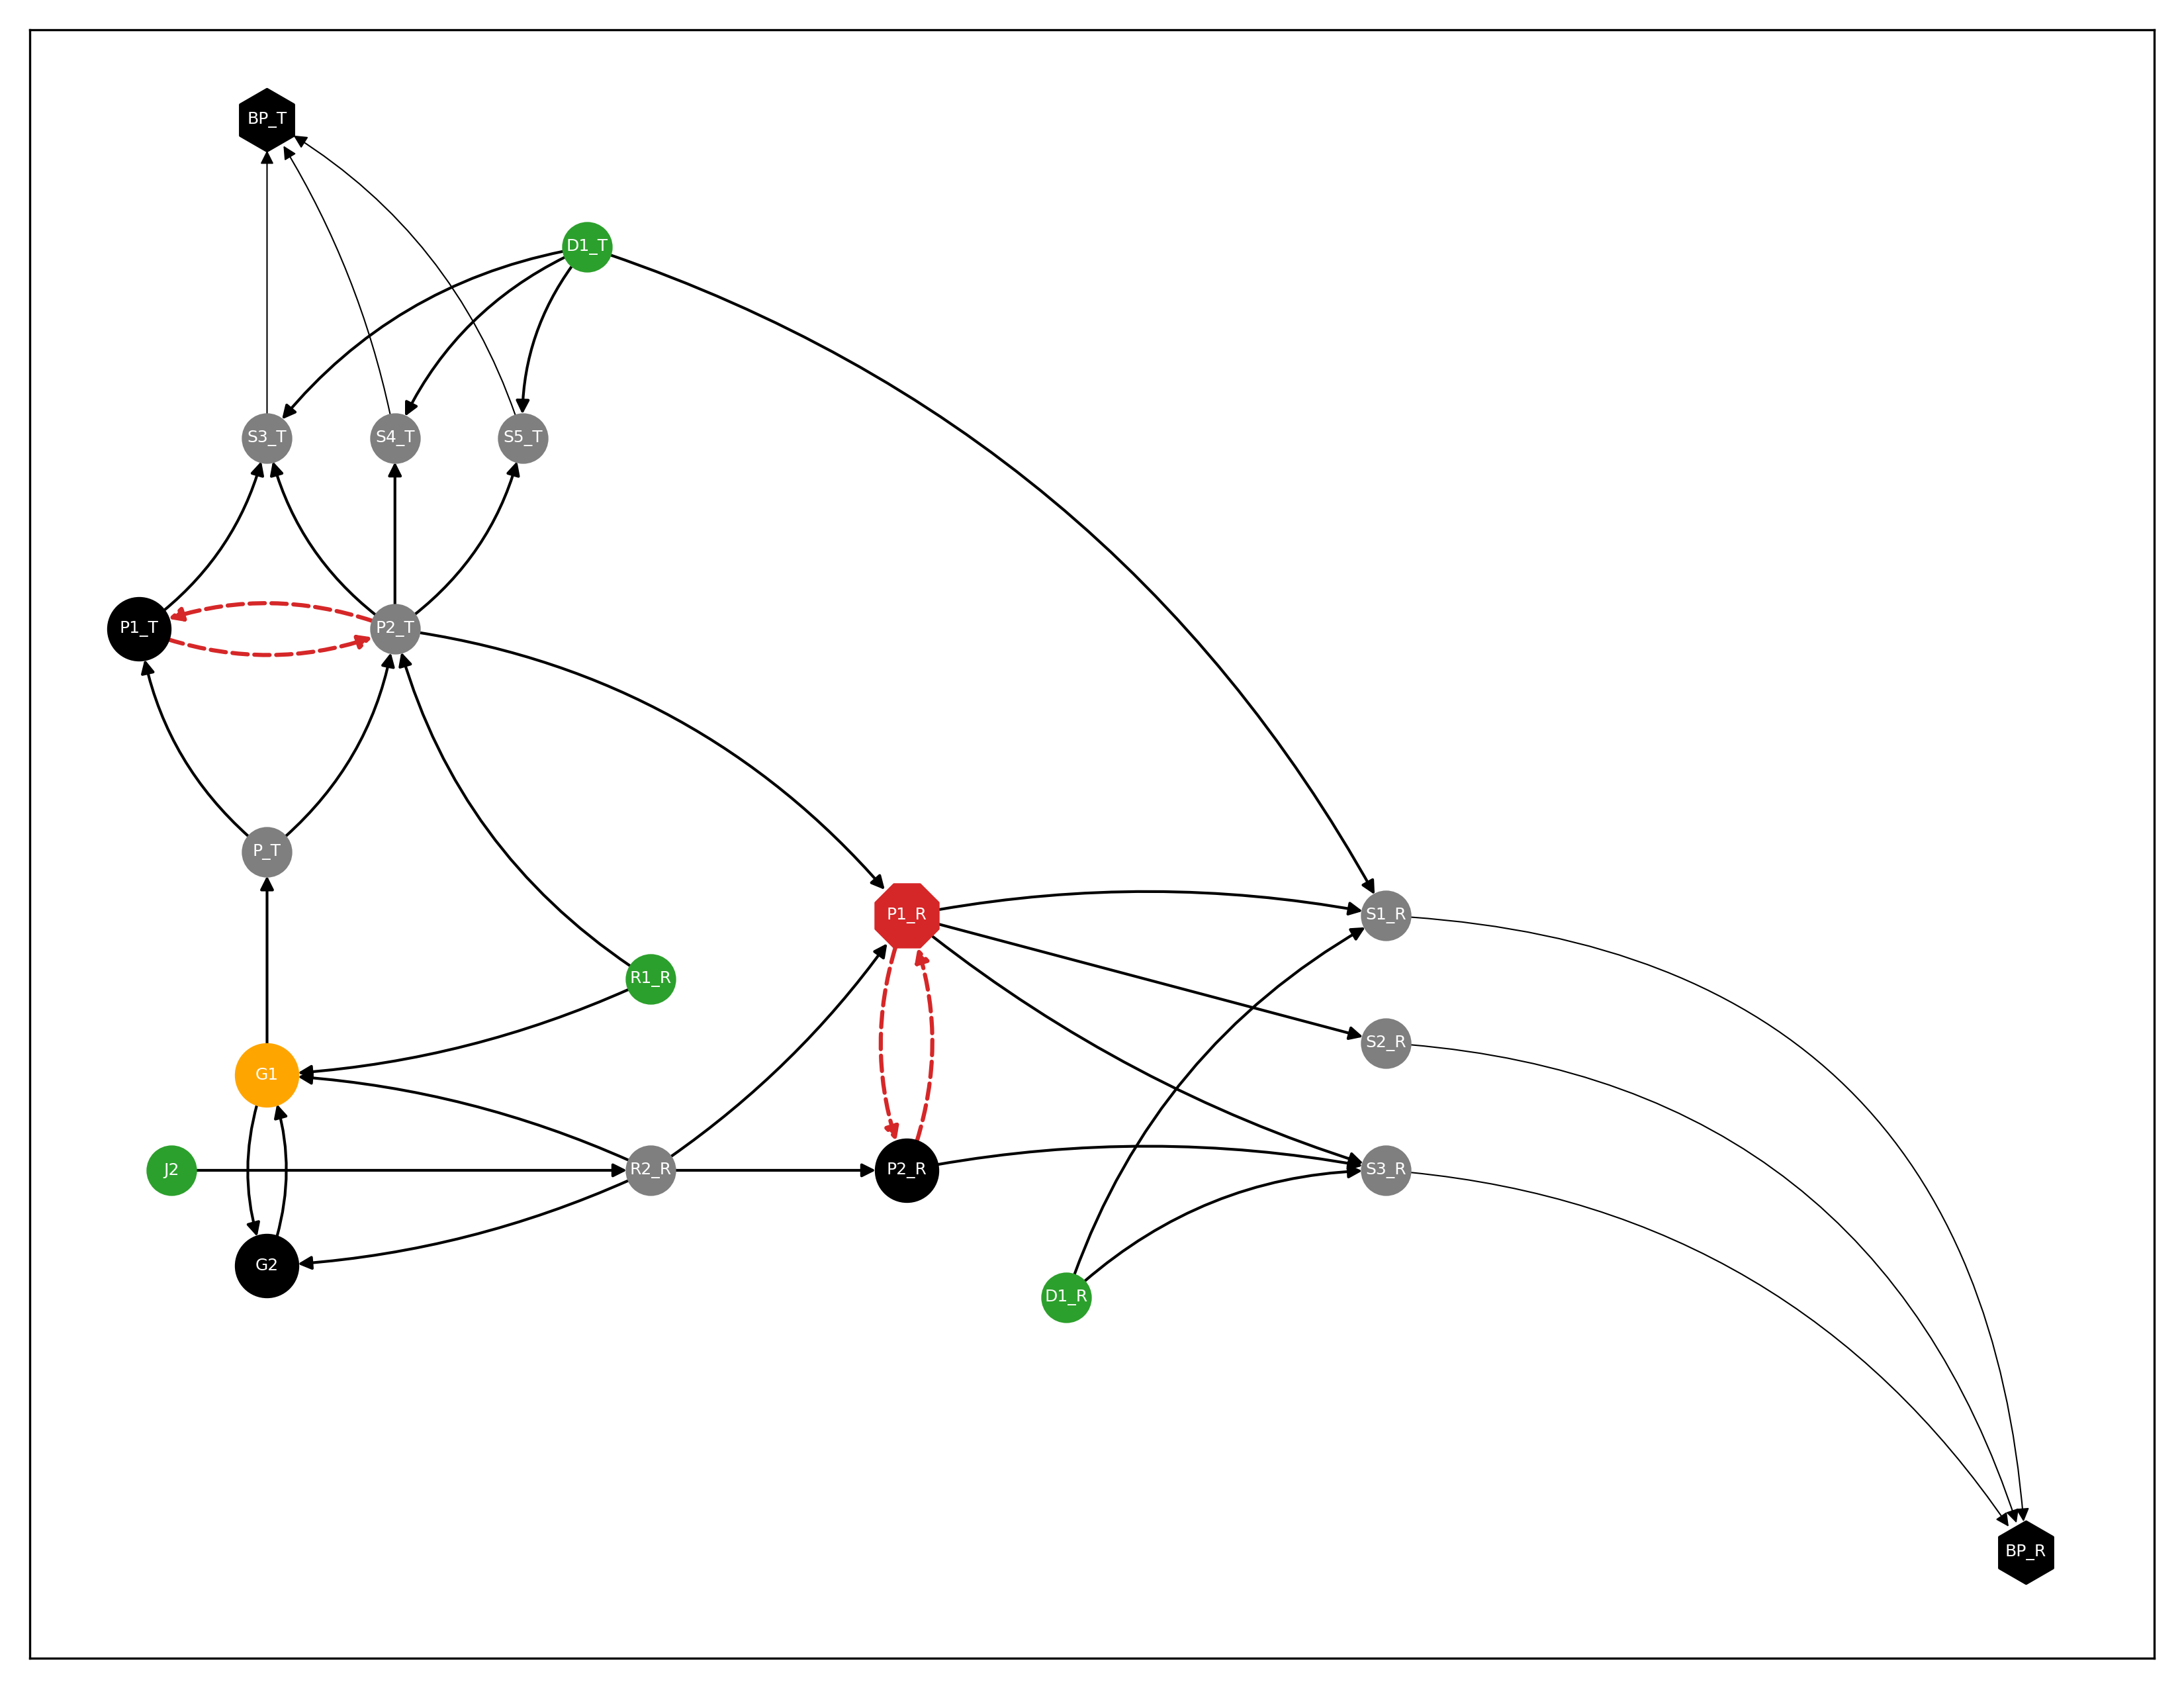 BP_T
D1_T
S3_T
S4_T
S5_T
P1_T
P2_T
P_T
P1_R
S1_R
R1_R
S2_R
G1
J2
R2_R
P2_R
S3_R
G2
D1_R
BP_R